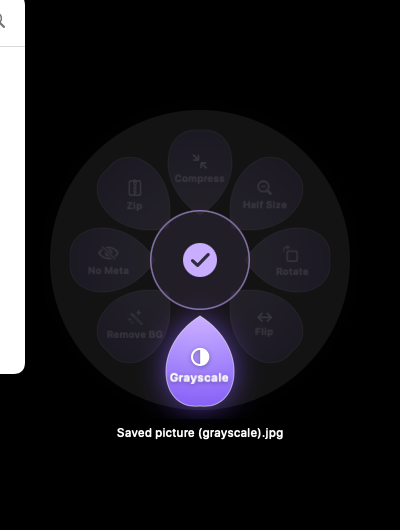 Compress
Zip
Half Size
No Meta
Rotate
Remove BG
Flip
Grayscale
Saved picture (grayscale).jpg